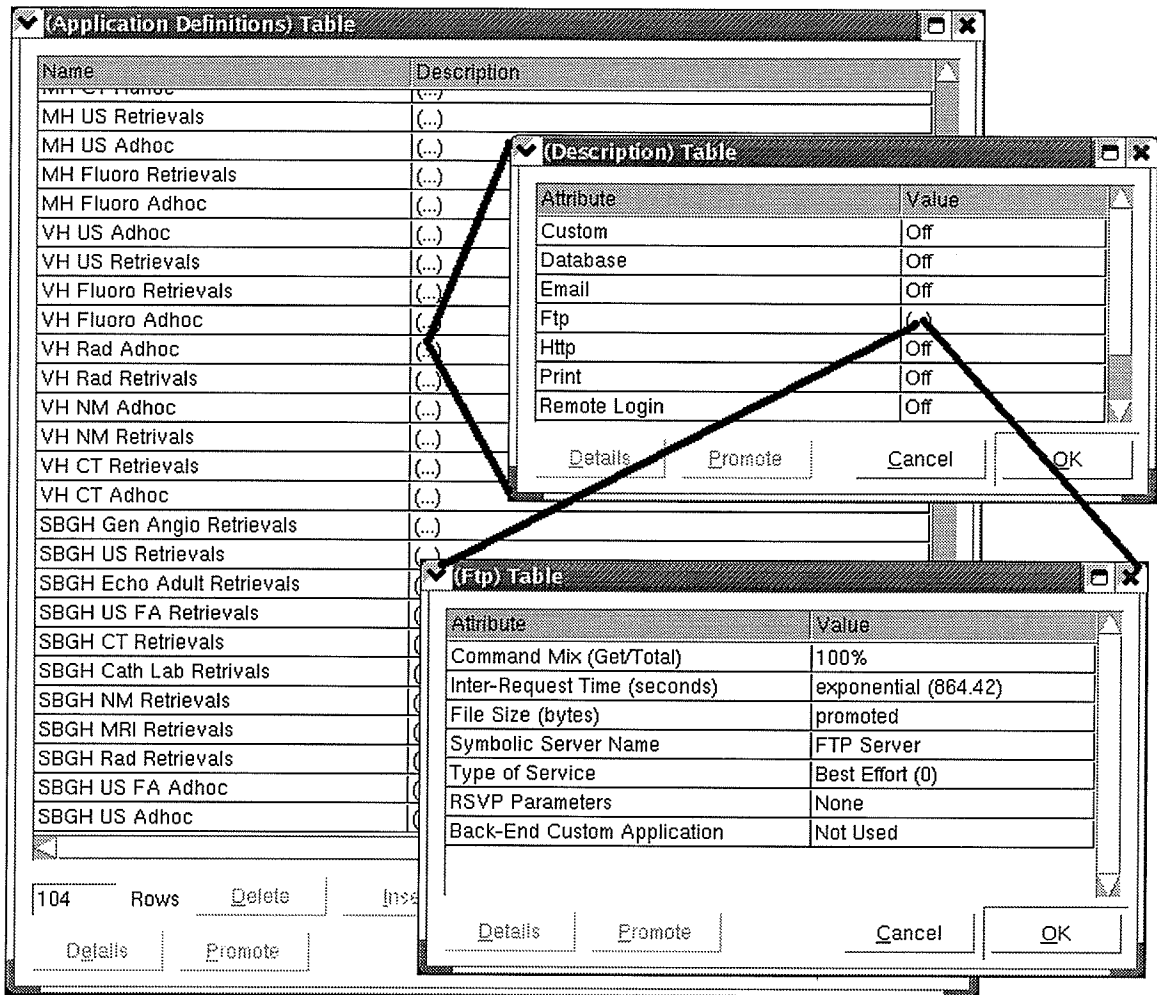 (Application Definitions) Table
Name Description
MH CT Adhoc (...)
MH US Retrievals (...)
MH US Adhoc (...)
MH Fluoro Retrievals (...)
MH Fluoro Adhoc (...)
VH US Adhoc (...)
VH US Retrievals (...)
VH Fluoro Retrievals (...)
VH Fluoro Adhoc (...)
VH Rad Adhoc (...)
VH Rad Retrivals (...)
VH NM Adhoc (...)
VH NM Retrivals (...)
VH CT Retrievals (...)
VH CT Adhoc (...)
SBGH Gen Angio Retrievals (...)
SBGH US Retrievals (...)
SBGH Echo Adult Retrievals
SBGH US FA Retrievals
SBGH CT Retrievals
SBGH Cath Lab Retrivals
SBGH NM Retrievals
SBGH MRI Retrievals
SBGH Rad Retrievals
SBGH US FA Adhoc
SBGH US Adhoc
104 Rows Delete Inse
Details Promote
(Description) Table
Attribute Value
Custom Off
Database Off
Email Off
Ftp (...)
Http Off
Print Off
Remote Login Off
Details Promote Cancel OK
(Ftp) Table
Attribute Value
Command Mix (Get/Total) 100%
Inter-Request Time (seconds) exponential (864.42)
File Size (bytes) promoted
Symbolic Server Name FTP Server
Type of Service Best Effort (0)
RSVP Parameters None
Back-End Custom Application Not Used
Details Promote Cancel OK